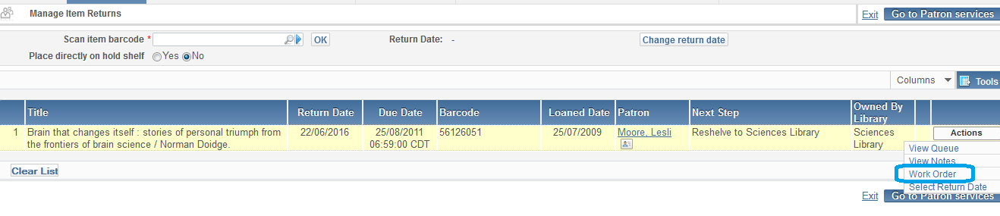 Manage Item Returns
Exit Go to Patron services
Scan item barcode * OK Return Date: - Change return date
Place directly on hold shelf Yes No
Columns Tools
Title Return Date Due Date Barcode Loaned Date Patron Next Step Owned By Library
1 Brain that changes itself : stories of personal triumph from 22/06/2016 25/08/2011 56126051 25/07/2009 Moore, Lesli Reshelve to Sciences Library Sciences Actions
the frontiers of brain science / Norman Doidge. 06:59:00 CDT Library
View Queue
View Notes
Clear List
Work Order
Select Return Date
Exit Go to Patron services